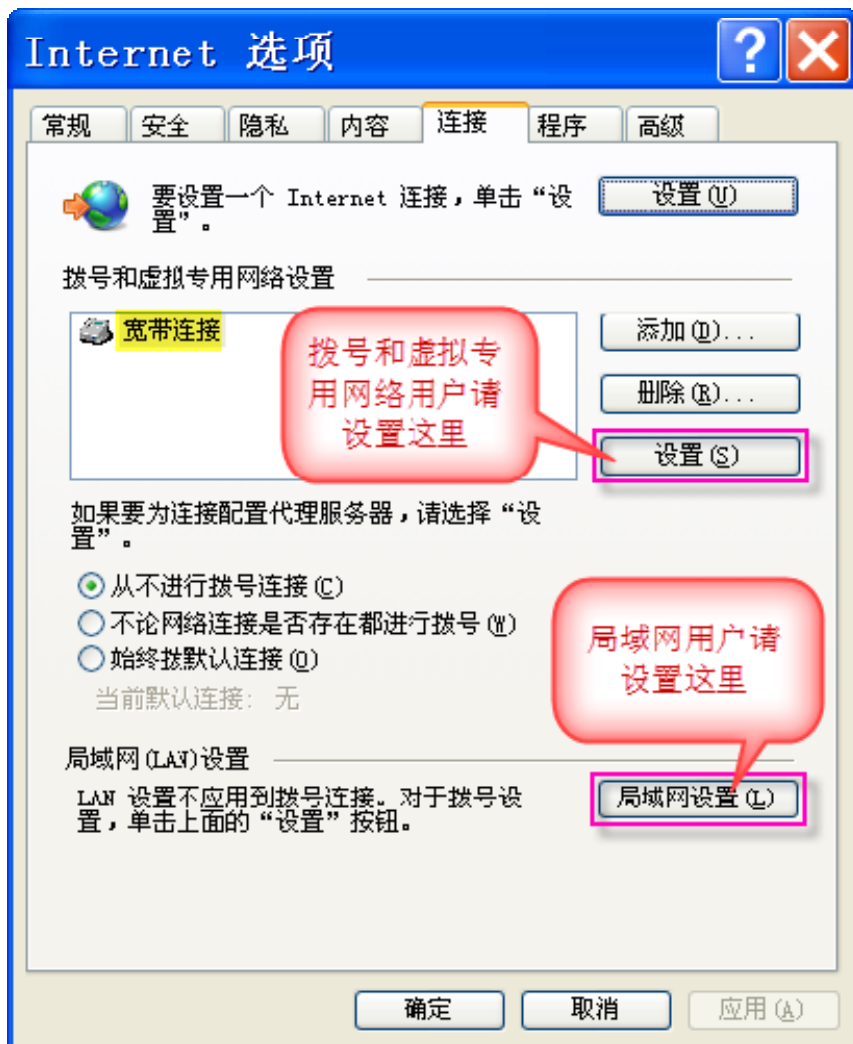 Internet 选项
常规 安全 隐私 内容 连接 程序 高级
要设置一个 Internet 连接，单击“设
置”。
设置(U)
拨号和虚拟专用网络设置
宽带连接
添加(D)...
删除(R)...
设置(S)
拨号和虚拟专
用网络用户请
设置这里
如果要为连接配置代理服务器，请选择“设
置”。
从不进行拨号连接(C)
不论网络连接是否存在都进行拨号(W)
始终拨默认连接(O)
当前默认连接: 无
局域网用户请
设置这里
局域网(LAN)设置
LAN 设置不应用到拨号连接。对于拨号设
置，单击上面的“设置”按钮。
局域网设置(L)
确定 取消 应用(A)